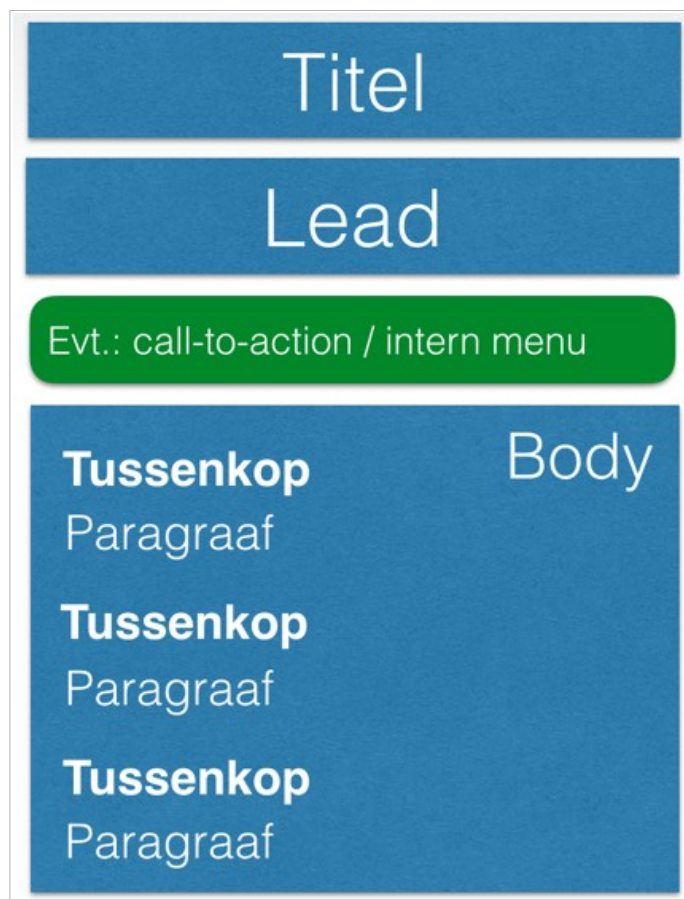 Titel
Lead
Evt.: call-to-action / intern menu
Body
Tussenkop
Paragraaf
Tussenkop
Paragraaf
Tussenkop
Paragraaf